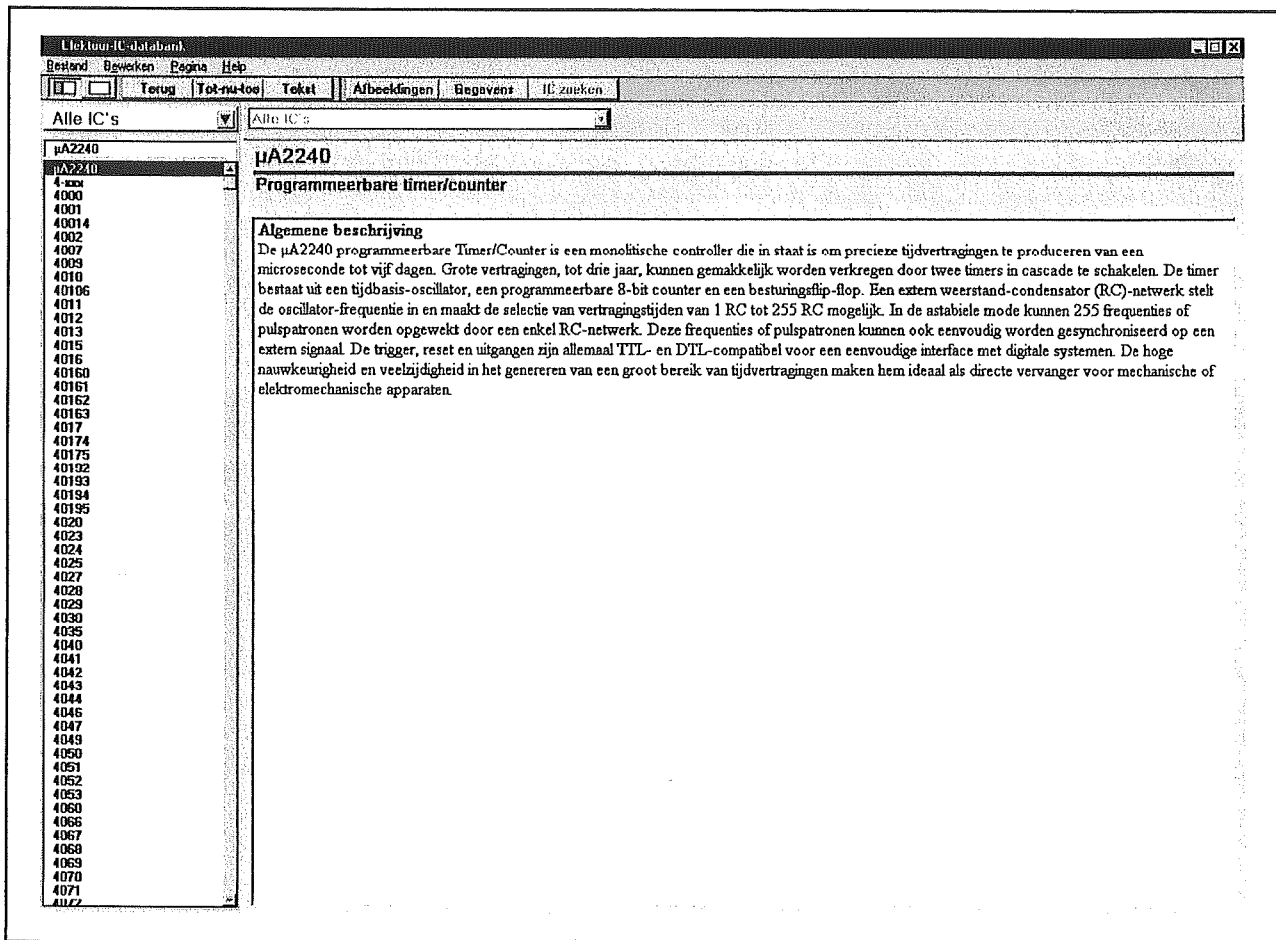 Elektuur-IC-databank
Bestand Bewerken Pagina Help
Terug Tot-nu-toe Tekst Afbeeldingen Gegevens IC zoeken
Alle IC's
Alle IC's
µA2240
µA2240
4-xxx
4000
4001
40014
4002
4007
4009
4010
40106
4011
4012
4013
4015
4016
40160
40161
40162
40163
4017
40174
40175
40192
40193
40194
40195
4020
4023
4024
4025
4027
4028
4029
4030
4035
4040
4041
4042
4043
4044
4046
4047
4049
4050
4051
4052
4053
4060
4066
4067
4068
4069
4070
4071
4072
µA2240
Programmeerbare timer/counter
Algemene beschrijving
De µA2240 programmeerbare Timer/Counter is een monolitische controller die in staat is om precieze tijdvertragingen te produceren van een
microseconde tot vijf dagen. Grote vertragingen, tot drie jaar, kunnen gemakkelijk worden verkregen door twee timers in cascade te schakelen. De timer
bestaat uit een tijdbasis-oscillator, een programmeerbare 8-bit counter en een besturingsflip-flop. Een extern weerstand-condensator (RC)-netwerk stelt
de oscillator-frequentie in en maakt de selectie van vertragingstijden van 1 RC tot 255 RC mogelijk. In de astabiele mode kunnen 255 frequenties of
pulspatronen worden opgewekt door een enkel RC-netwerk. Deze frequenties of pulspatronen kunnen ook eenvoudig worden gesynchroniseerd op een
extern signaal. De trigger, reset en uitgangen zijn allemaal TTL- en DTL-compatibel voor een eenvoudige interface met digitale systemen. De hoge
nauwkeurigheid en veelzijdigheid in het genereren van een groot bereik van tijdvertragingen maken hem ideaal als directe vervanger voor mechanische of
elektromechanische apparaten.